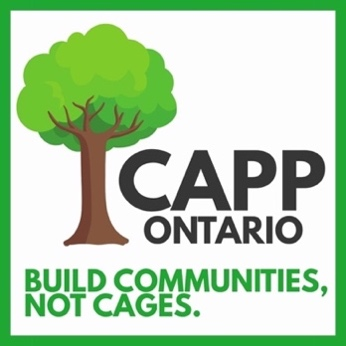 CAPP
ONTARIO
BUILD COMMUNITIES,
NOT CAGES.